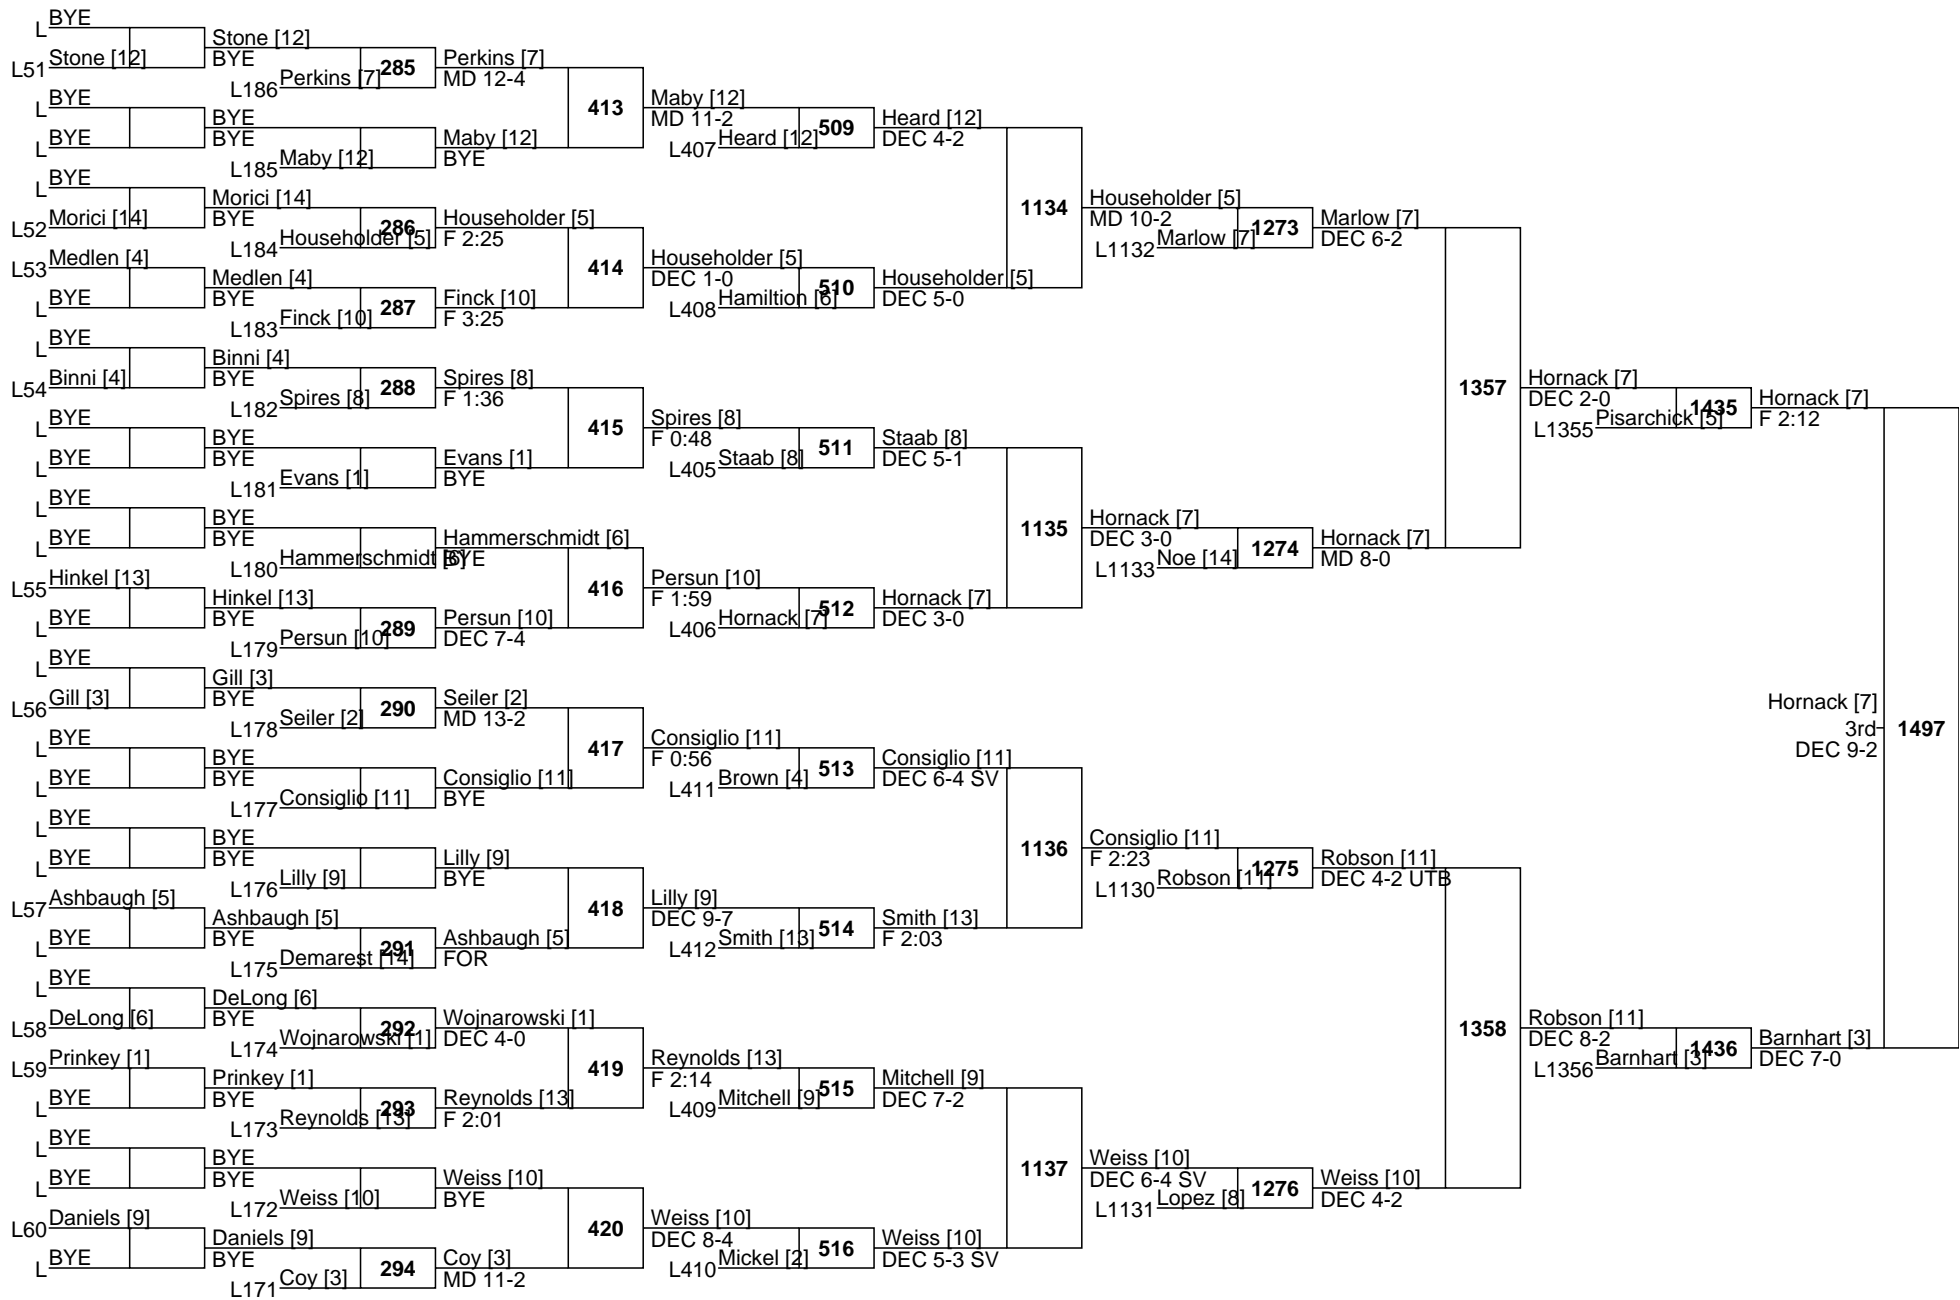 BYE
L
Stone [12]
L51
BYE
L
BYE
L
BYE
L
Morici [14]
L52
Medlen [4]
L53
BYE
L
BYE
L
Binni [4]
L54
BYE
L
BYE
L
BYE
L
BYE
L
Hinkel [13]
L55
BYE
L
BYE
L
Gill [3]
L56
BYE
L
BYE
L
BYE
L
BYE
L
Ashbaugh [5]
L57
BYE
L
BYE
L
DeLong [6]
L58
Prinkey [1]
L59
BYE
L
BYE
L
BYE
L
Daniels [9]
L60
BYE
L
Stone [12]
BYE
L186 Perkins [7]
285
BYE
BYE
L185 Maby [12]
Morici [14]
BYE
L184 Householder [5]
286
Medlen [4]
BYE
L183 Finck [10]
287
Binni [4]
BYE
L182 Spires [8]
288
BYE
BYE
L181 Evans [1]
BYE
BYE
L180 Hammerschmidt [6]
Hinkel [13]
BYE
L179 Persun [10]
289
Gill [3]
BYE
L178 Seiler [2]
290
BYE
BYE
L177 Consiglio [11]
BYE
BYE
L176 Lilly [9]
Ashbaugh [5]
BYE
L175 Demarest [14]
291
DeLong [6]
BYE
L174 Wojnarowski [1]
292
Prinkey [1]
BYE
L173 Reynolds [13]
293
BYE
BYE
L172 Weiss [10]
Daniels [9]
BYE
L171 Coy [3]
294
Perkins [7]
MD 12-4
413
Maby [12]
BYE
Householder [5]
F 2:25
414
Finck [10]
F 3:25
Spires [8]
F 1:36
415
Evans [1]
BYE
Hammerschmidt [6]
BYE
416
Persun [10]
DEC 7-4
Seiler [2]
MD 13-2
417
Consiglio [11]
BYE
Lilly [9]
BYE
418
Ashbaugh [5]
FOR
Wojnarowski [1]
DEC 4-0
419
Reynolds [13]
F 2:01
Weiss [10]
BYE
420
Coy [3]
MD 11-2
Maby [12]
MD 11-2
L407 Heard [12]
509
Householder [5]
DEC 1-0
L408 Hamiltion [6]
510
Spires [8]
F 0:48
L405 Staab [8]
511
Persun [10]
F 1:59
L406 Hornack [7]
512
Consiglio [11]
F 0:56
L411 Brown [4]
513
Lilly [9]
DEC 9-7
L412 Smith [13]
514
Reynolds [13]
F 2:14
L409 Mitchell [9]
515
Weiss [10]
DEC 8-4
L410 Mickel [2]
516
Heard [12]
DEC 4-2
1134
Householder [5]
DEC 5-0
Staab [8]
DEC 5-1
1135
Hornack [7]
DEC 3-0
Consiglio [11]
DEC 6-4 SV
1136
Smith [13]
F 2:03
Mitchell [9]
DEC 7-2
1137
Weiss [10]
DEC 5-3 SV
Householder [5]
MD 10-2
L1132 Marlow [7]
1273
Hornack [7]
DEC 3-0
L1133 Noe [14]
1274
Consiglio [11]
F 2:23
L1130 Robson [11]
1275
Weiss [10]
DEC 6-4 SV
L1131 Lopez [8]
1276
Marlow [7]
DEC 6-2
1357
Hornack [7]
MD 8-0
Robson [11]
DEC 4-2 UTB
1358
Weiss [10]
DEC 4-2
Hornack [7]
DEC 2-0
L1355 Pisarchick [5]
1435
Robson [11]
DEC 8-2
L1356 Barnhart [3]
1436
Hornack [7]
F 2:12
Barnhart [3]
DEC 7-0
Hornack [7]
3rd
DEC 9-2
1497